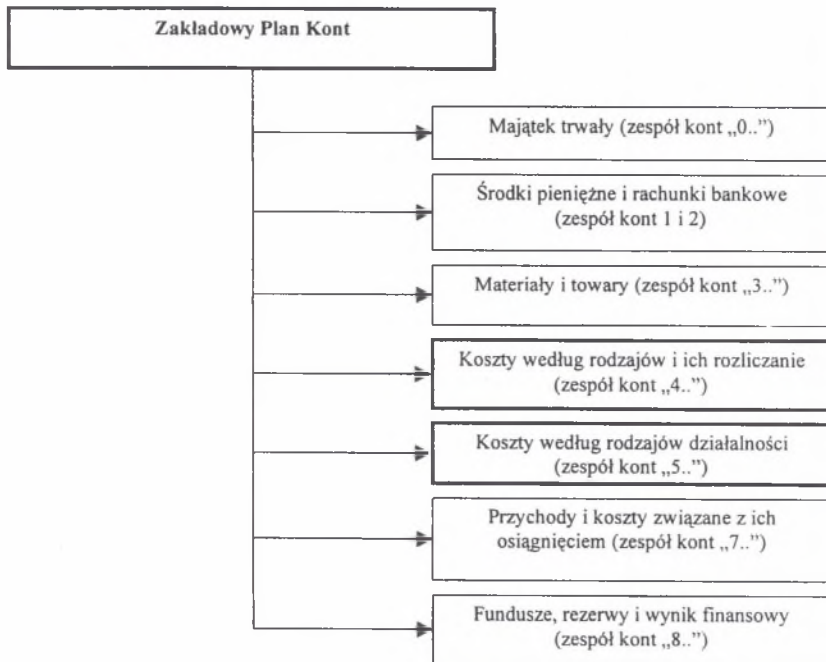 Zakładowy Plan Kont
Majątek trwały (zespół kont „0..”)
Środki pieniężne i rachunki bankowe
(zespół kont 1 i 2)
Materiały i towary (zespół kont „3..”)
Koszty według rodzajów i ich rozliczanie
(zespół kont „4..”)
Koszty według rodzajów działalności
(zespół kont „5..”)
Przychody i koszty związane z ich
osiągnięciem (zespół kont „7..”)
Fundusze, rezerwy i wynik finansowy
(zespół kont „8..”)